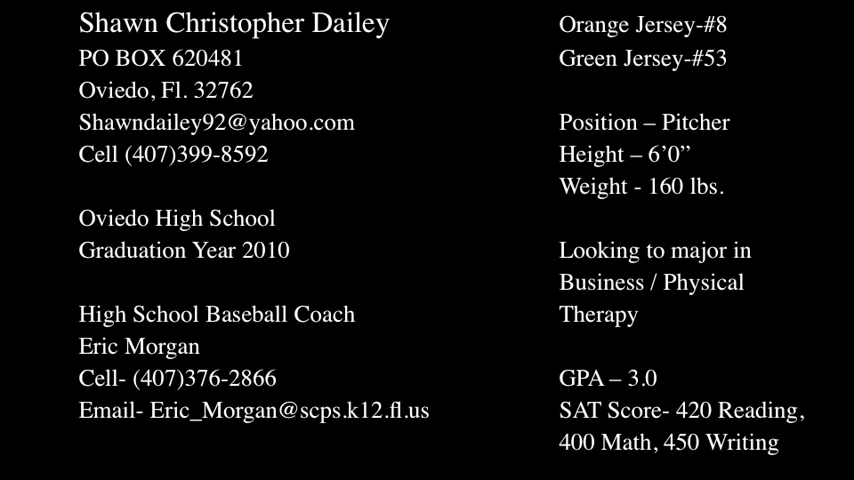 Shawn Christopher Dailey
PO BOX 620481
Oviedo, Fl. 32762
Shawndailey92@yahoo.com
Cell (407)399-8592
Oviedo High School
Graduation Year 2010
High School Baseball Coach
Eric Morgan
Cell- (407)376-2866
Email- Eric_Morgan@scps.k12.fl.us
Orange Jersey-#8
Green Jersey-#53
Position – Pitcher
Height – 6’0”
Weight - 160 lbs.
Looking to major in
Business / Physical
Therapy
GPA – 3.0
SAT Score- 420 Reading,
400 Math, 450 Writing